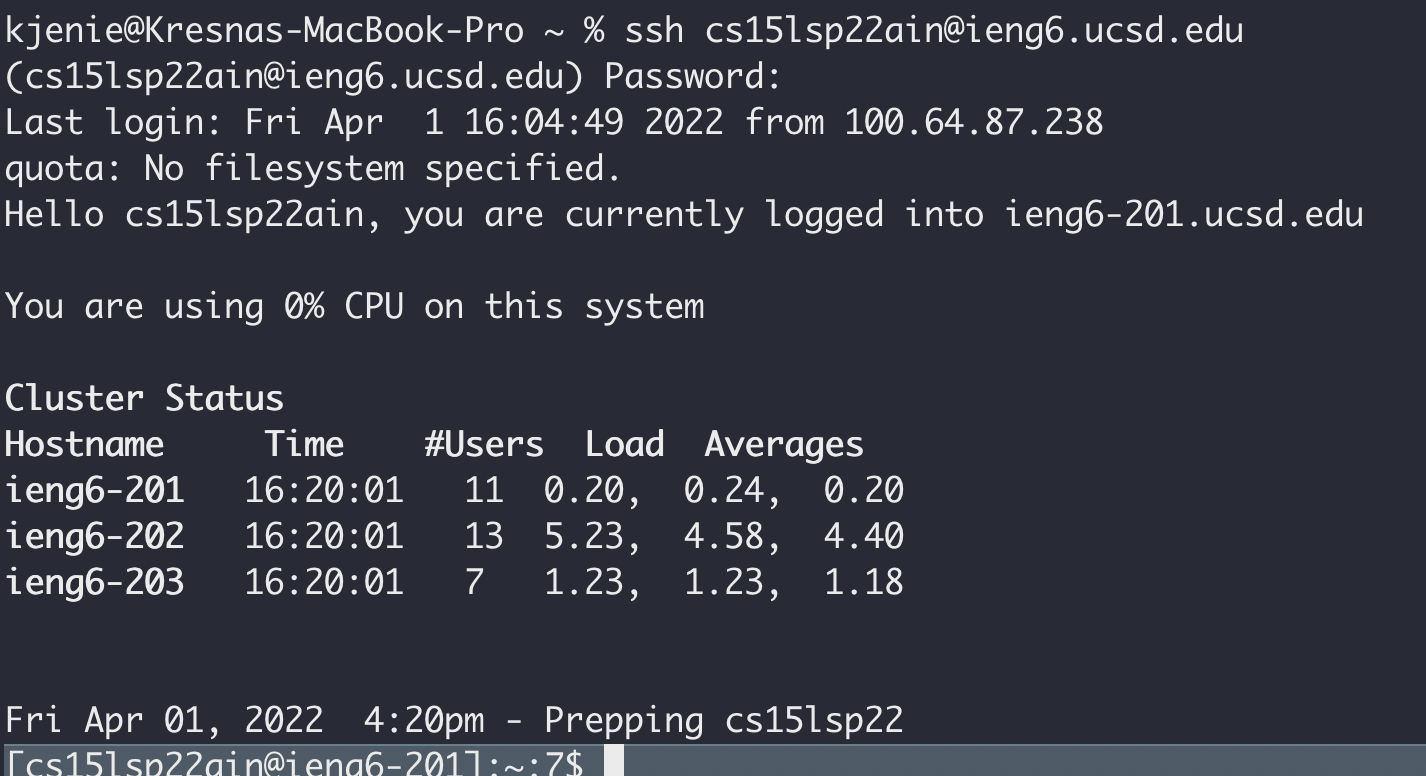 kjenie@Kresnas-MacBook-Pro ~ % ssh cs15lsp22ain@ieng6.ucsd.edu
(cs15lsp22ain@ieng6.ucsd.edu) Password:
Last login: Fri Apr  1 16:04:49 2022 from 100.64.87.238
quota: No filesystem specified.
Hello cs15lsp22ain, you are currently logged into ieng6-201.ucsd.edu
You are using 0% CPU on this system
Cluster Status
Hostname     Time    #Users  Load  Averages
ieng6-201   16:20:01   11  0.20,  0.24,  0.20
ieng6-202   16:20:01   13  5.23,  4.58,  4.40
ieng6-203   16:20:01   7   1.23,  1.23,  1.18
Fri Apr 01, 2022  4:20pm - Prepping cs15lsp22
[cs15lsp22ain@ieng6-201]:~:7$